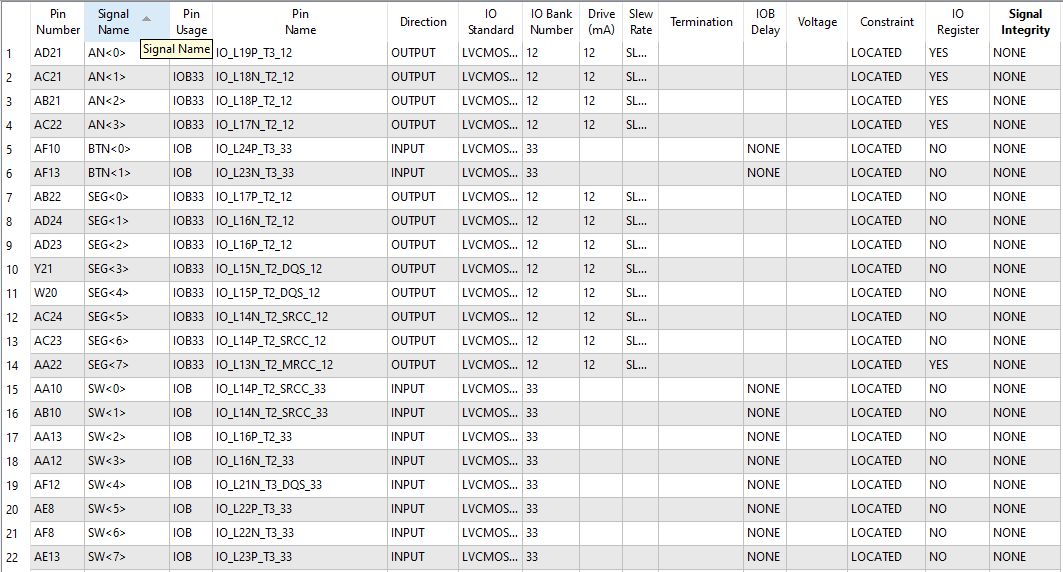 Pin Number Signal Name Pin Usage Pin Name Direction IO Standard IO Bank Number Drive (mA) Slew Rate Termination IOB Delay Voltage Constraint IO Register Signal Integrity
Signal Name
1 AD21 AN<0> IO_L19P_T3_12 OUTPUT LVCMOS... 12 12 SL... LOCATED YES NONE
2 AC21 AN<1> IOB33 IO_L18N_T2_12 OUTPUT LVCMOS... 12 12 SL... LOCATED YES NONE
3 AB21 AN<2> IOB33 IO_L18P_T2_12 OUTPUT LVCMOS... 12 12 SL... LOCATED YES NONE
4 AC22 AN<3> IOB33 IO_L17N_T2_12 OUTPUT LVCMOS... 12 12 SL... LOCATED YES NONE
5 AF10 BTN<0> IOB IO_L24P_T3_33 INPUT LVCMOS... 33 NONE LOCATED NO NONE
6 AF13 BTN<1> IOB IO_L23N_T3_33 INPUT LVCMOS... 33 NONE LOCATED NO NONE
7 AB22 SEG<0> IOB33 IO_L17P_T2_12 OUTPUT LVCMOS... 12 12 SL... LOCATED NO NONE
8 AD24 SEG<1> IOB33 IO_L16N_T2_12 OUTPUT LVCMOS... 12 12 SL... LOCATED NO NONE
9 AD23 SEG<2> IOB33 IO_L16P_T2_12 OUTPUT LVCMOS... 12 12 SL... LOCATED NO NONE
10 Y21 SEG<3> IOB33 IO_L15N_T2_DQS_12 OUTPUT LVCMOS... 12 12 SL... LOCATED NO NONE
11 W20 SEG<4> IOB33 IO_L15P_T2_DQS_12 OUTPUT LVCMOS... 12 12 SL... LOCATED NO NONE
12 AC24 SEG<5> IOB33 IO_L14N_T2_SRCC_12 OUTPUT LVCMOS... 12 12 SL... LOCATED NO NONE
13 AC23 SEG<6> IOB33 IO_L14P_T2_SRCC_12 OUTPUT LVCMOS... 12 12 SL... LOCATED NO NONE
14 AA22 SEG<7> IOB33 IO_L13N_T2_MRCC_12 OUTPUT LVCMOS... 12 12 SL... LOCATED YES NONE
15 AA10 SW<0> IOB IO_L14P_T2_SRCC_33 INPUT LVCMOS... 33 NONE LOCATED NO NONE
16 AB10 SW<1> IOB IO_L14N_T2_SRCC_33 INPUT LVCMOS... 33 NONE LOCATED NO NONE
17 AA13 SW<2> IOB IO_L16P_T2_33 INPUT LVCMOS... 33 NONE LOCATED NO NONE
18 AA12 SW<3> IOB IO_L16N_T2_33 INPUT LVCMOS... 33 NONE LOCATED NO NONE
19 AF12 SW<4> IOB IO_L21N_T3_DQS_33 INPUT LVCMOS... 33 NONE LOCATED NO NONE
20 AE8 SW<5> IOB IO_L22P_T3_33 INPUT LVCMOS... 33 NONE LOCATED NO NONE
21 AF8 SW<6> IOB IO_L22N_T3_33 INPUT LVCMOS... 33 NONE LOCATED NO NONE
22 AE13 SW<7> IOB IO_L23P_T3_33 INPUT LVCMOS... 33 NONE LOCATED NO NONE